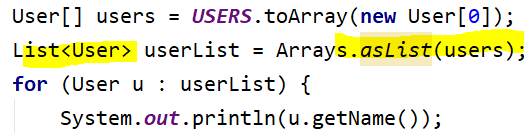 User[] users = USERS.toArray(new User[0]);
List<User> userList = Arrays.asList(users);
for (User u : userList) {
System.out.println(u.getName());